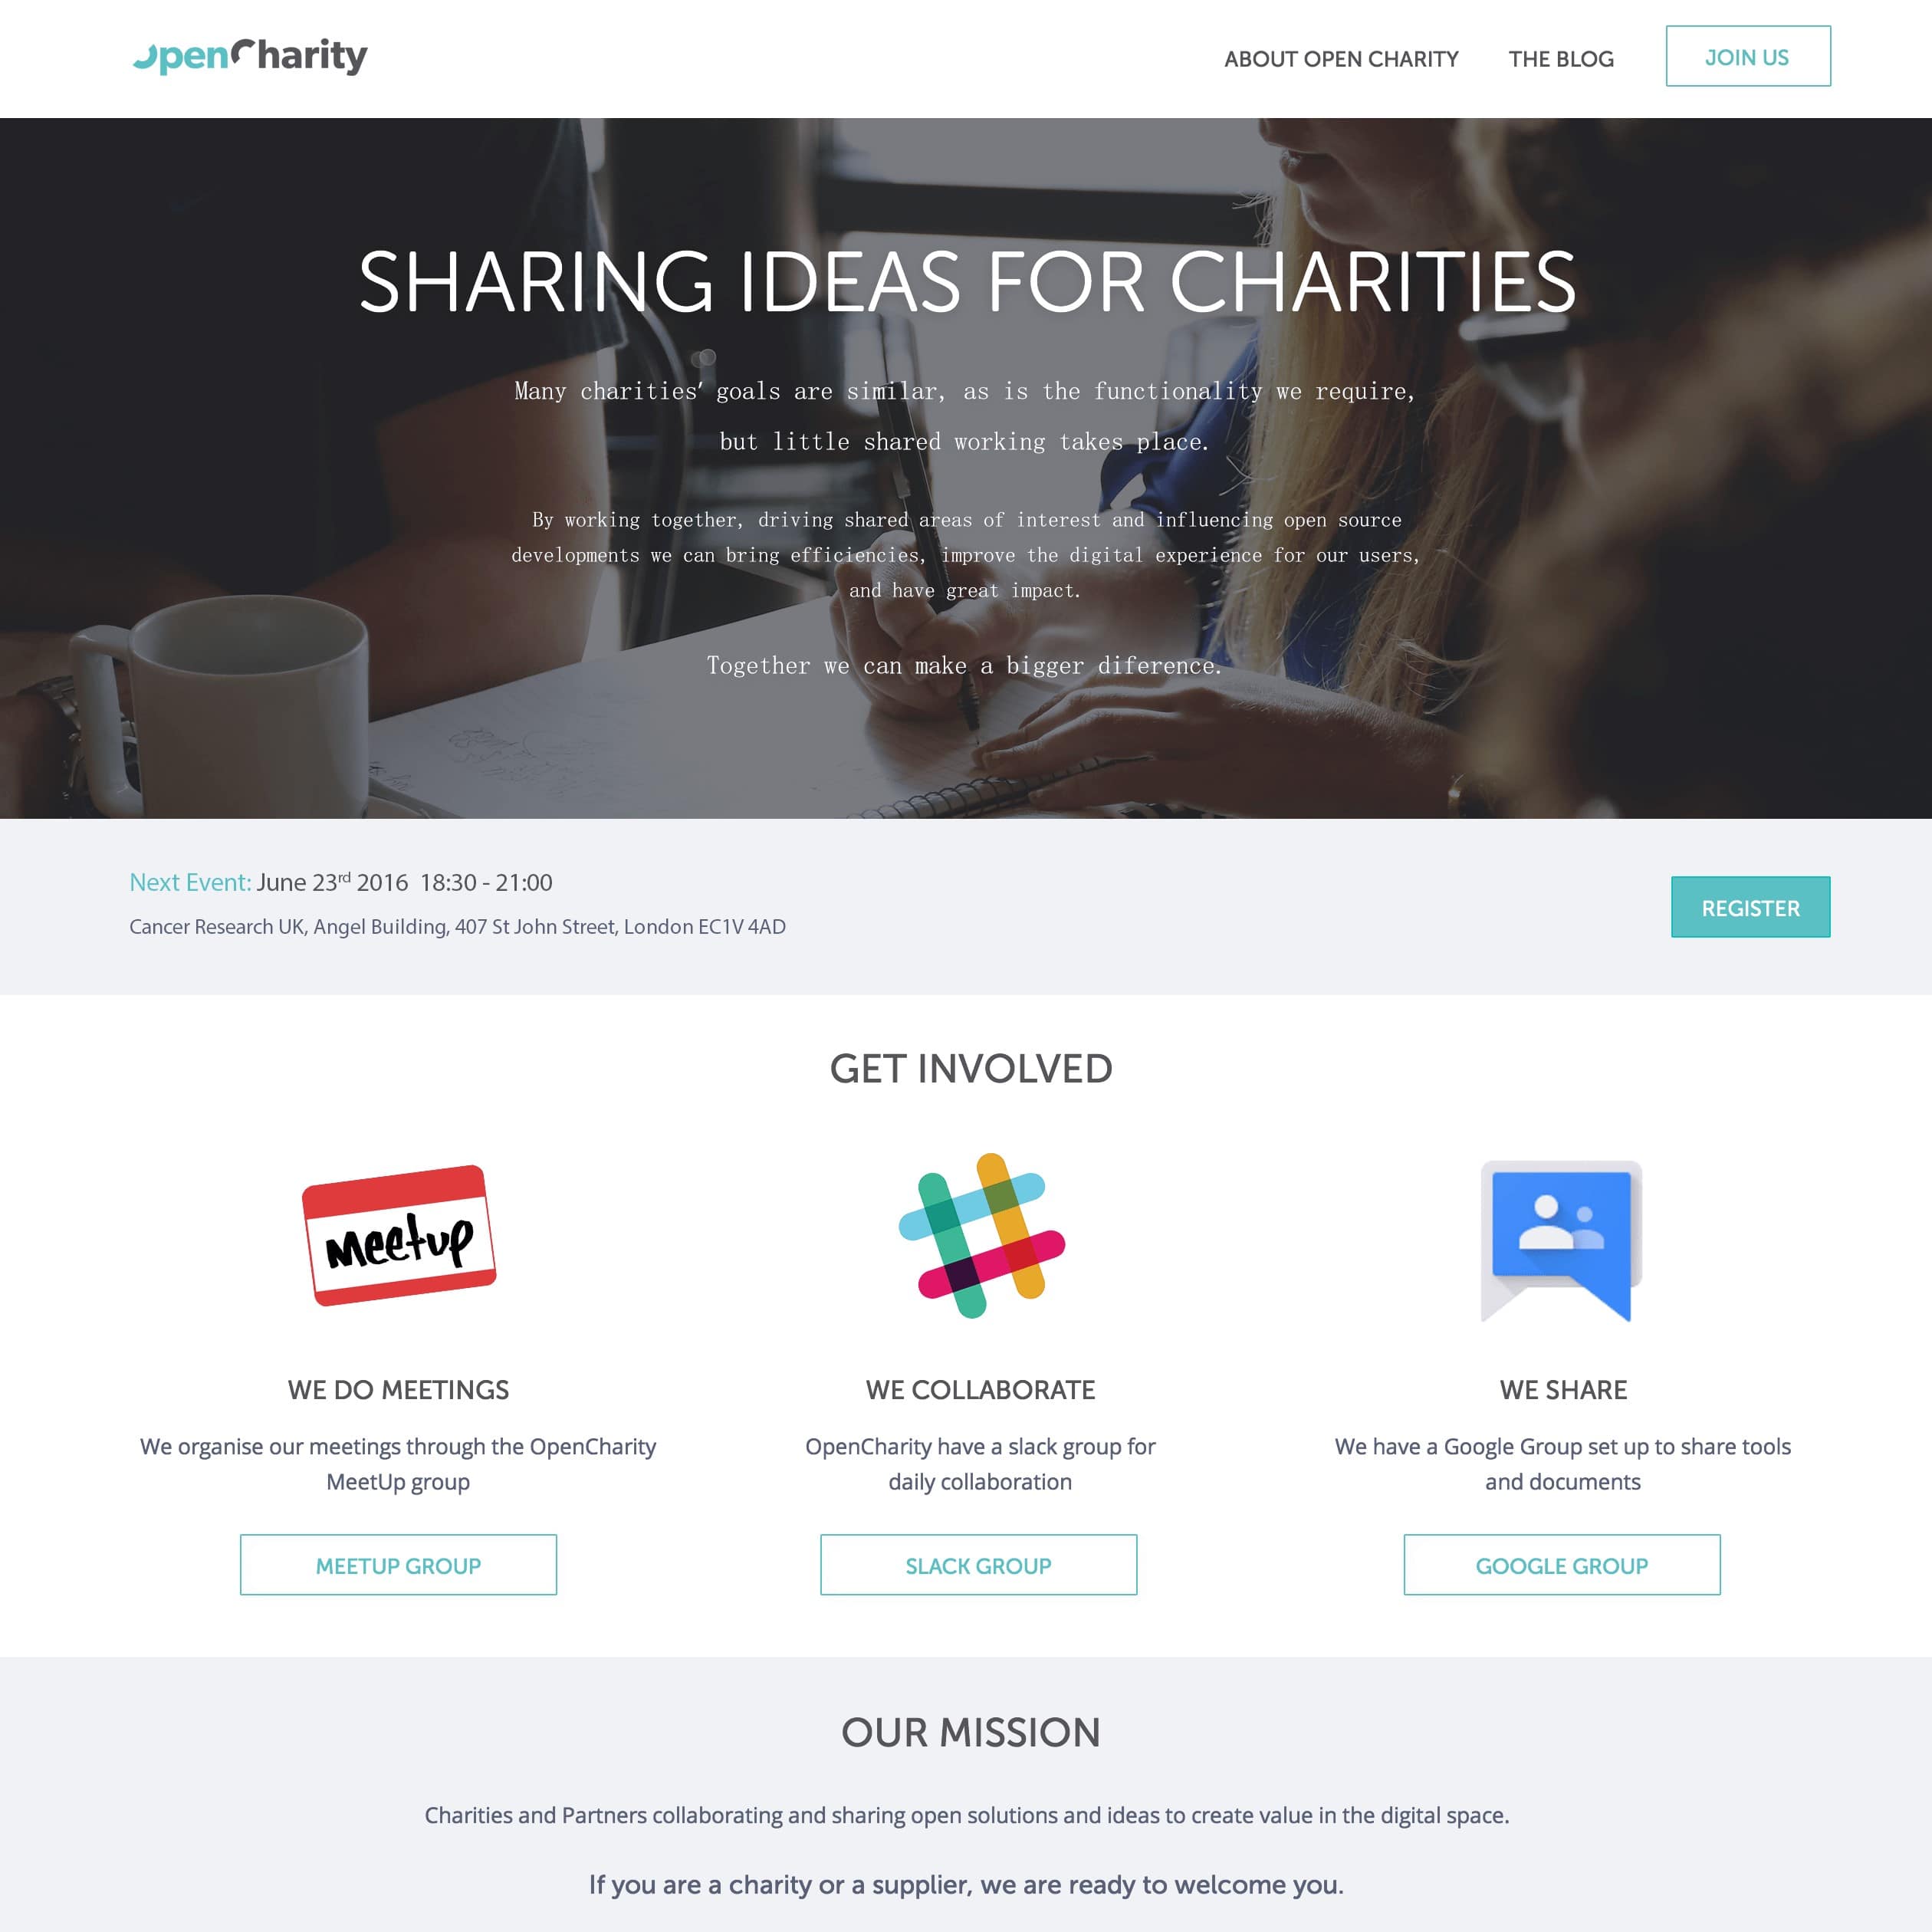 OpenCharity
ABOUT OPEN CHARITY
THE BLOG
JOIN US
SHARING IDEAS FOR CHARITIES
Many charities' goals are similar, as is the functionality we require,
but little shared working takes place.
By working together, driving shared areas of interest and influencing open source
developments we can bring efficiencies, improve the digital experience for our users,
and have great impact.
Together we can make a bigger diference.
Next Event: June 23rd 2016 18:30 - 21:00
Cancer Research UK, Angel Building, 407 St John Street, London EC1V 4AD
REGISTER
GET INVOLVED
meetup
WE DO MEETINGS
We organise our meetings through the OpenCharity
MeetUp group
MEETUP GROUP
WE COLLABORATE
OpenCharity have a slack group for
daily collaboration
SLACK GROUP
WE SHARE
We have a Google Group set up to share tools
and documents
GOOGLE GROUP
OUR MISSION
Charities and Partners collaborating and sharing open solutions and ideas to create value in the digital space.
If you are a charity or a supplier, we are ready to welcome you.